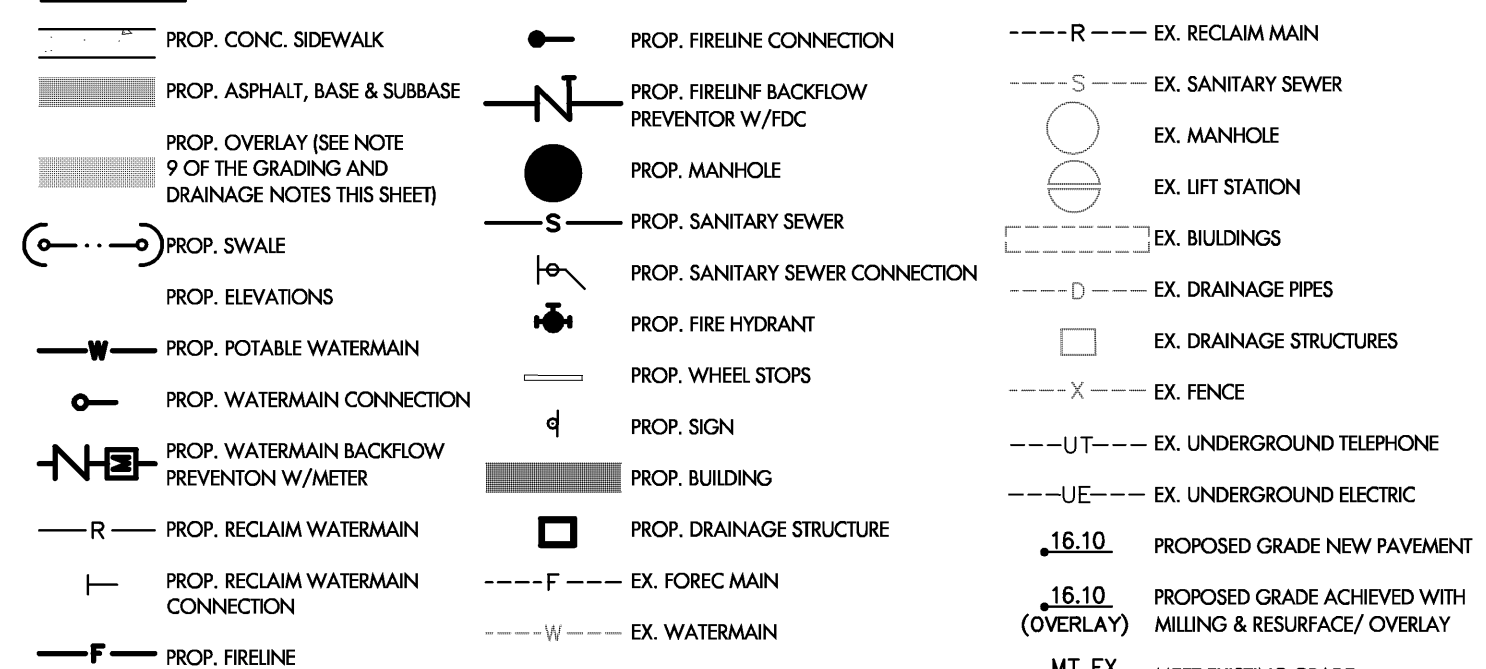 PROP. CONC. SIDEWALK
PROP. ASPHALT, BASE & SUBBASE
PROP. OVERLAY (SEE NOTE
9 OF THE GRADING AND
DRAINAGE NOTES THIS SHEET)
PROP. SWALE
PROP. ELEVATIONS
W PROP. POTABLE WATERMAIN
PROP. WATERMAIN CONNECTION
M PROP. WATERMAIN BACKFLOW
PREVENTON W/METER
R PROP. RECLAIM WATERMAIN
PROP. RECLAIM WATERMAIN
CONNECTION
F PROP. FIRELINE
PROP. FIRELINE CONNECTION
PROP. FIRELINF BACKFLOW
PREVENTOR W/FDC
PROP. MANHOLE
S PROP. SANITARY SEWER
PROP. SANITARY SEWER CONNECTION
PROP. FIRE HYDRANT
PROP. WHEEL STOPS
PROP. SIGN
PROP. BUILDING
PROP. DRAINAGE STRUCTURE
F EX. FOREC MAIN
W EX. WATERMAIN
R EX. RECLAIM MAIN
S EX. SANITARY SEWER
EX. MANHOLE
EX. LIFT STATION
EX. BIULDINGS
D EX. DRAINAGE PIPES
EX. DRAINAGE STRUCTURES
X EX. FENCE
UT EX. UNDERGROUND TELEPHONE
UE EX. UNDERGROUND ELECTRIC
16.10 PROPOSED GRADE NEW PAVEMENT
16.10 PROPOSED GRADE ACHIEVED WITH
(OVERLAY) MILLING & RESURFACE/ OVERLAY